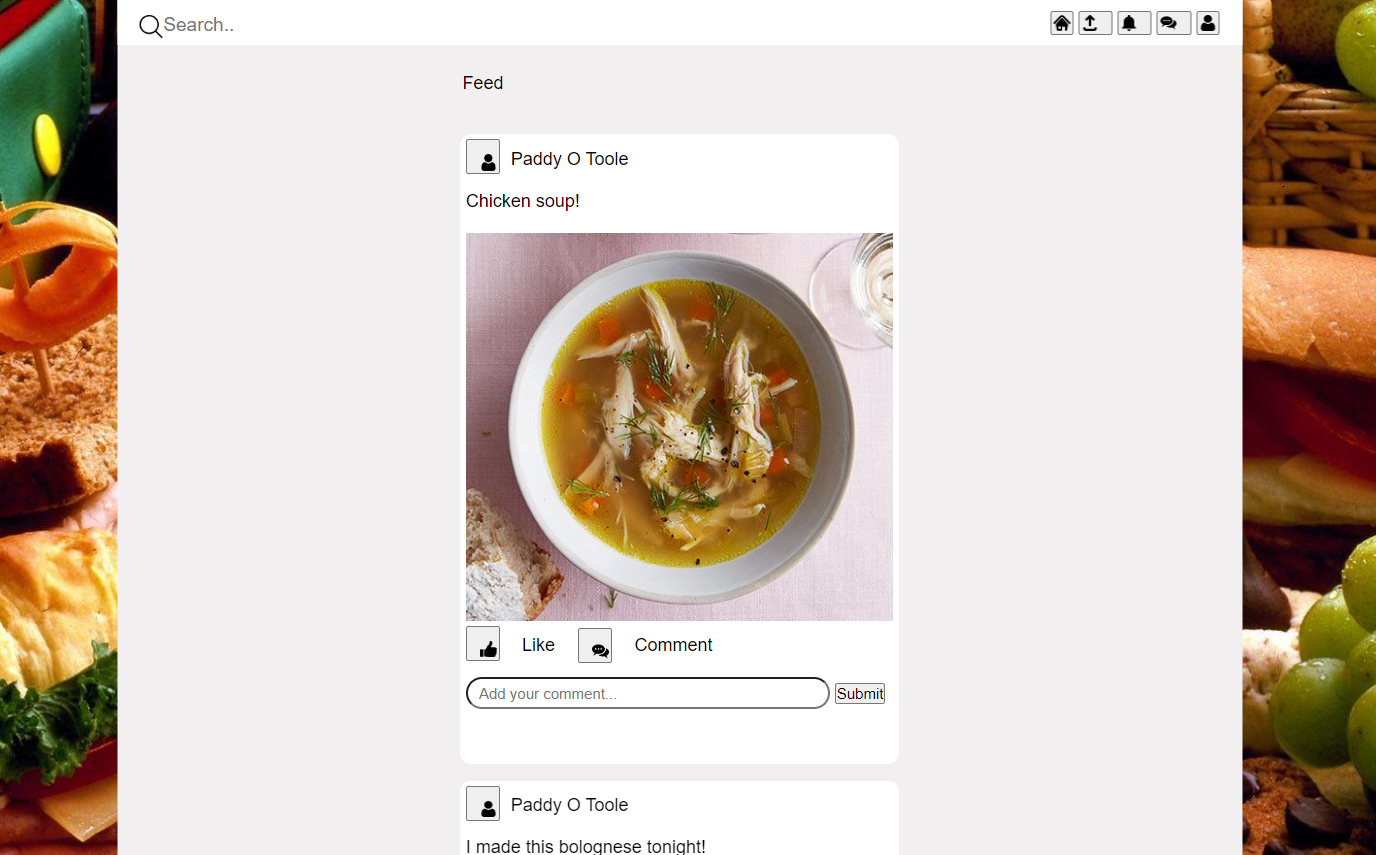 Search..
Feed
Paddy O Toole
Chicken soup!
Like Comment
Add your comment... Submit
Paddy O Toole
I made this bolognese tonight!